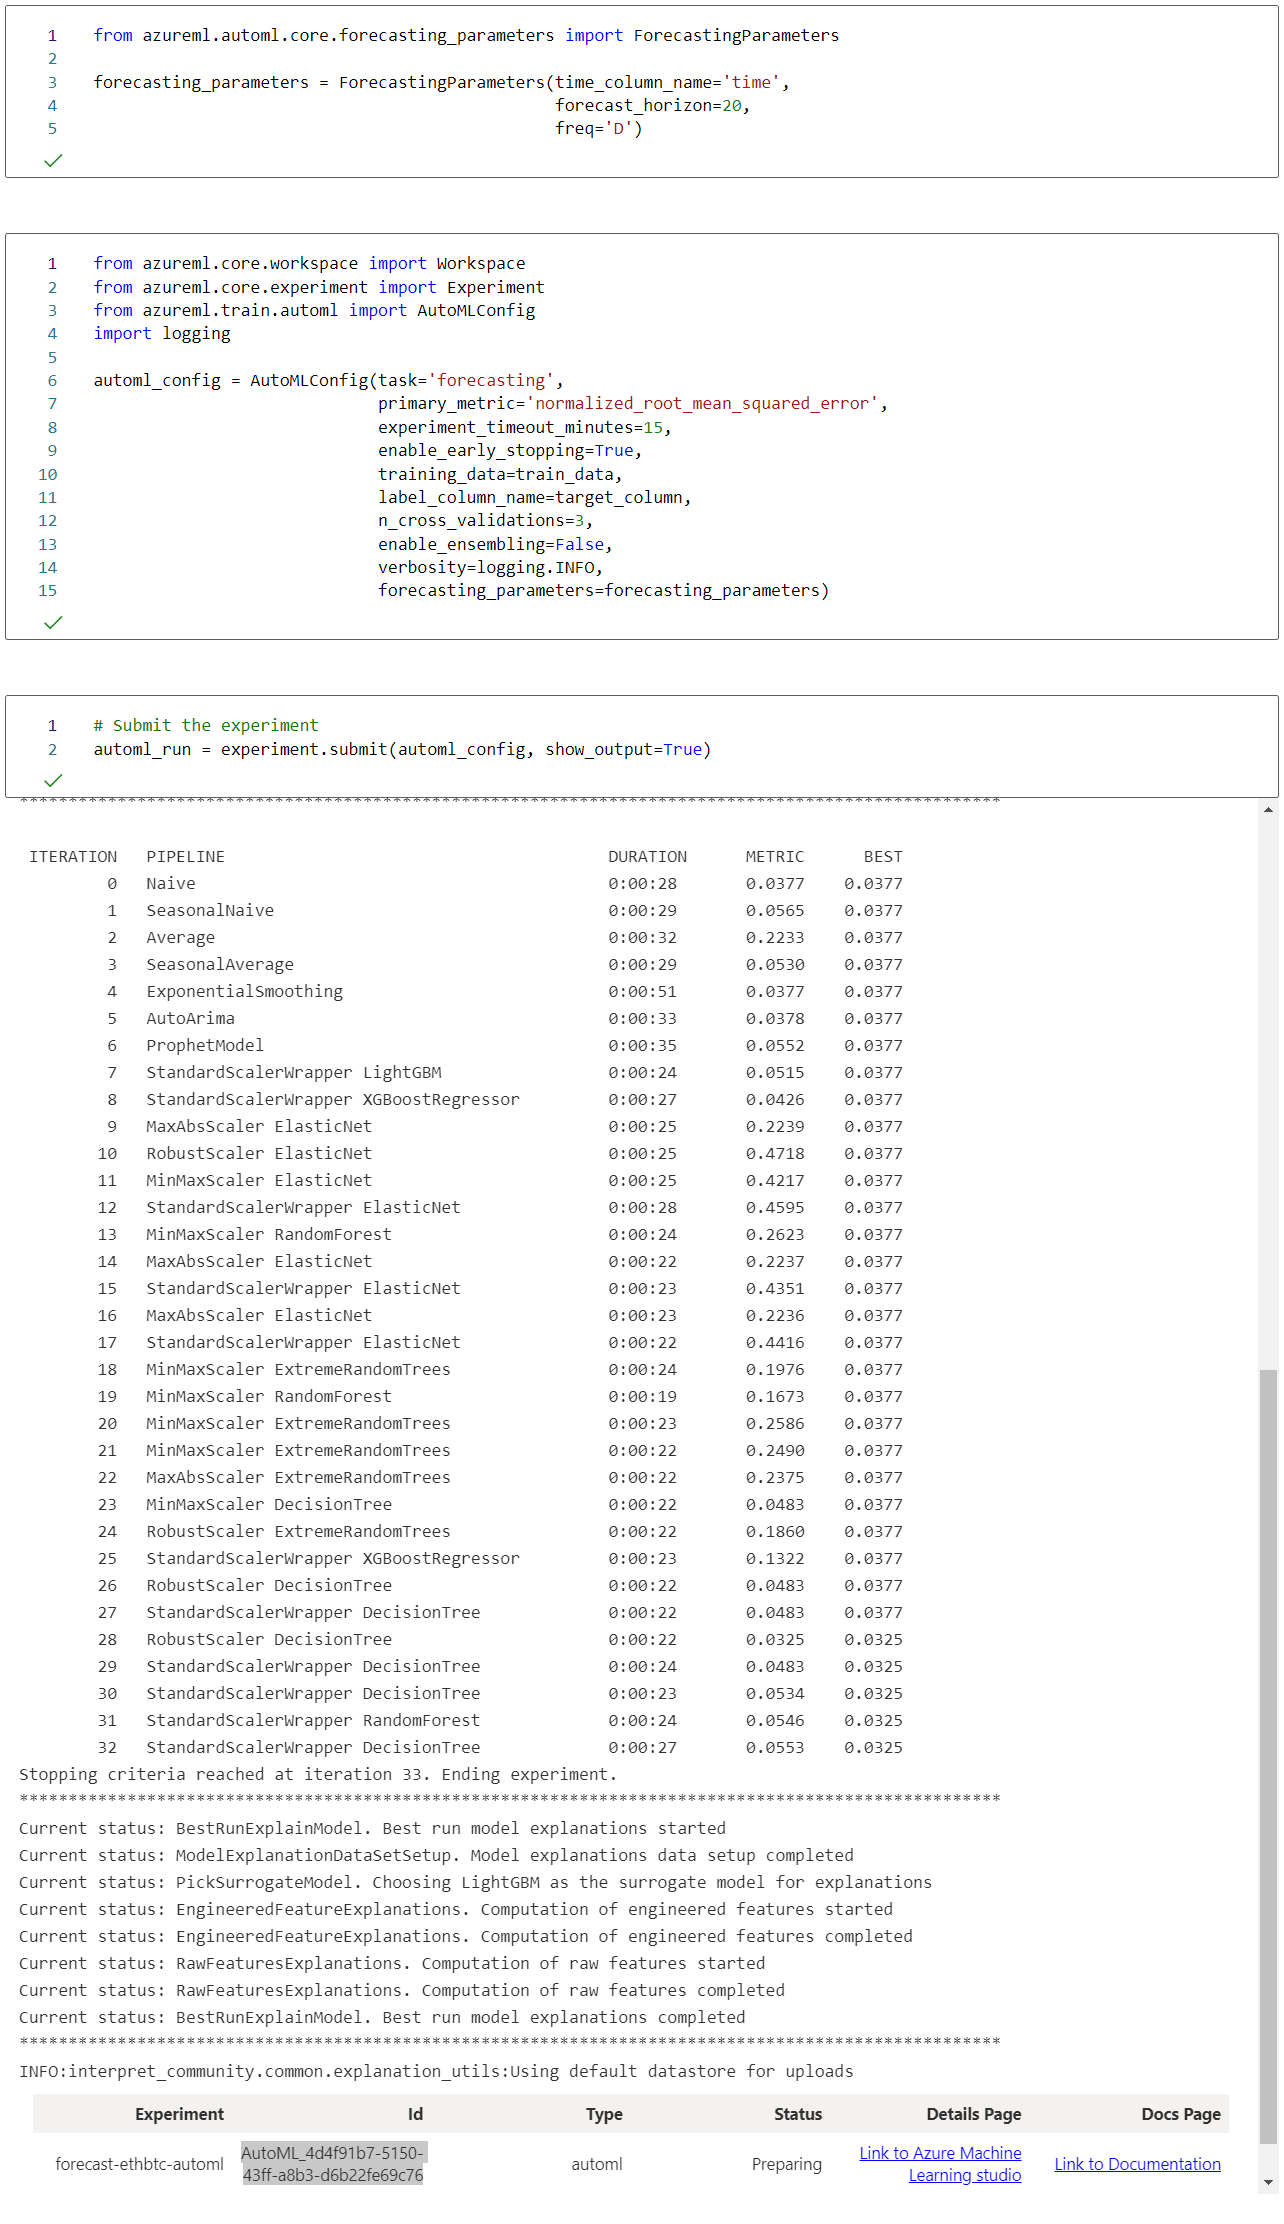 1 from azureml.automl.core.forecasting_parameters import ForecastingParameters
2
3 forecasting_parameters = ForecastingParameters(time_column_name='time',
4 forecast_horizon=20,
5 freq='D')
1 from azureml.core.workspace import Workspace
2 from azureml.core.experiment import Experiment
3 from azureml.train.automl import AutoMLConfig
4 import logging
5
6 automl_config = AutoMLConfig(task='forecasting',
7 primary_metric='normalized_root_mean_squared_error',
8 experiment_timeout_minutes=15,
9 enable_early_stopping=True,
10 training_data=train_data,
11 label_column_name=target_column,
12 n_cross_validations=3,
13 enable_ensembling=False,
14 verbosity=logging.INFO,
15 forecasting_parameters=forecasting_parameters)
1 # Submit the experiment
2 automl_run = experiment.submit(automl_config, show_output=True)
****************************************************************************************************
ITERATION PIPELINE DURATION METRIC BEST
0 Naive 0:00:28 0.0377 0.0377
1 SeasonalNaive 0:00:29 0.0565 0.0377
2 Average 0:00:32 0.2233 0.0377
3 SeasonalAverage 0:00:29 0.0530 0.0377
4 ExponentialSmoothing 0:00:51 0.0377 0.0377
5 AutoArima 0:00:33 0.0378 0.0377
6 ProphetModel 0:00:35 0.0552 0.0377
7 StandardScalerWrapper LightGBM 0:00:24 0.0515 0.0377
8 StandardScalerWrapper XGBoostRegressor 0:00:27 0.0426 0.0377
9 MaxAbsScaler ElasticNet 0:00:25 0.2239 0.0377
10 RobustScaler ElasticNet 0:00:25 0.4718 0.0377
11 MinMaxScaler ElasticNet 0:00:25 0.4217 0.0377
12 StandardScalerWrapper ElasticNet 0:00:28 0.4595 0.0377
13 MinMaxScaler RandomForest 0:00:24 0.2623 0.0377
14 MaxAbsScaler ElasticNet 0:00:22 0.2237 0.0377
15 StandardScalerWrapper ElasticNet 0:00:23 0.4351 0.0377
16 MaxAbsScaler ElasticNet 0:00:23 0.2236 0.0377
17 StandardScalerWrapper ElasticNet 0:00:22 0.4416 0.0377
18 MinMaxScaler ExtremeRandomTrees 0:00:24 0.1976 0.0377
19 MinMaxScaler RandomForest 0:00:19 0.1673 0.0377
20 MinMaxScaler ExtremeRandomTrees 0:00:23 0.2586 0.0377
21 MinMaxScaler ExtremeRandomTrees 0:00:22 0.2490 0.0377
22 MaxAbsScaler ExtremeRandomTrees 0:00:22 0.2375 0.0377
23 MinMaxScaler DecisionTree 0:00:22 0.0483 0.0377
24 RobustScaler ExtremeRandomTrees 0:00:22 0.1860 0.0377
25 StandardScalerWrapper XGBoostRegressor 0:00:23 0.1322 0.0377
26 RobustScaler DecisionTree 0:00:22 0.0483 0.0377
27 StandardScalerWrapper DecisionTree 0:00:22 0.0483 0.0377
28 RobustScaler DecisionTree 0:00:22 0.0325 0.0325
29 StandardScalerWrapper DecisionTree 0:00:24 0.0483 0.0325
30 StandardScalerWrapper DecisionTree 0:00:23 0.0534 0.0325
31 StandardScalerWrapper RandomForest 0:00:24 0.0546 0.0325
32 StandardScalerWrapper DecisionTree 0:00:27 0.0553 0.0325
Stopping criteria reached at iteration 33. Ending experiment.
****************************************************************************************************
Current status: BestRunExplainModel. Best run model explanations started
Current status: ModelExplanationDataSetSetup. Model explanations data setup completed
Current status: PickSurrogateModel. Choosing LightGBM as the surrogate model for explanations
Current status: EngineeredFeatureExplanations. Computation of engineered features started
Current status: EngineeredFeatureExplanations. Computation of engineered features completed
Current status: RawFeaturesExplanations. Computation of raw features started
Current status: RawFeaturesExplanations. Computation of raw features completed
Current status: BestRunExplainModel. Best run model explanations completed
****************************************************************************************************
INFO:interpret_community.common.explanation_utils:Using default datastore for uploads
Experiment Id Type Status Details Page Docs Page
forecast-ethbtc-automl AutoML_4d4f91b7-5150- automl Preparing Link to Azure Machine Link to Documentation
43ff-a8b3-d6b22fe69c76 Learning studio